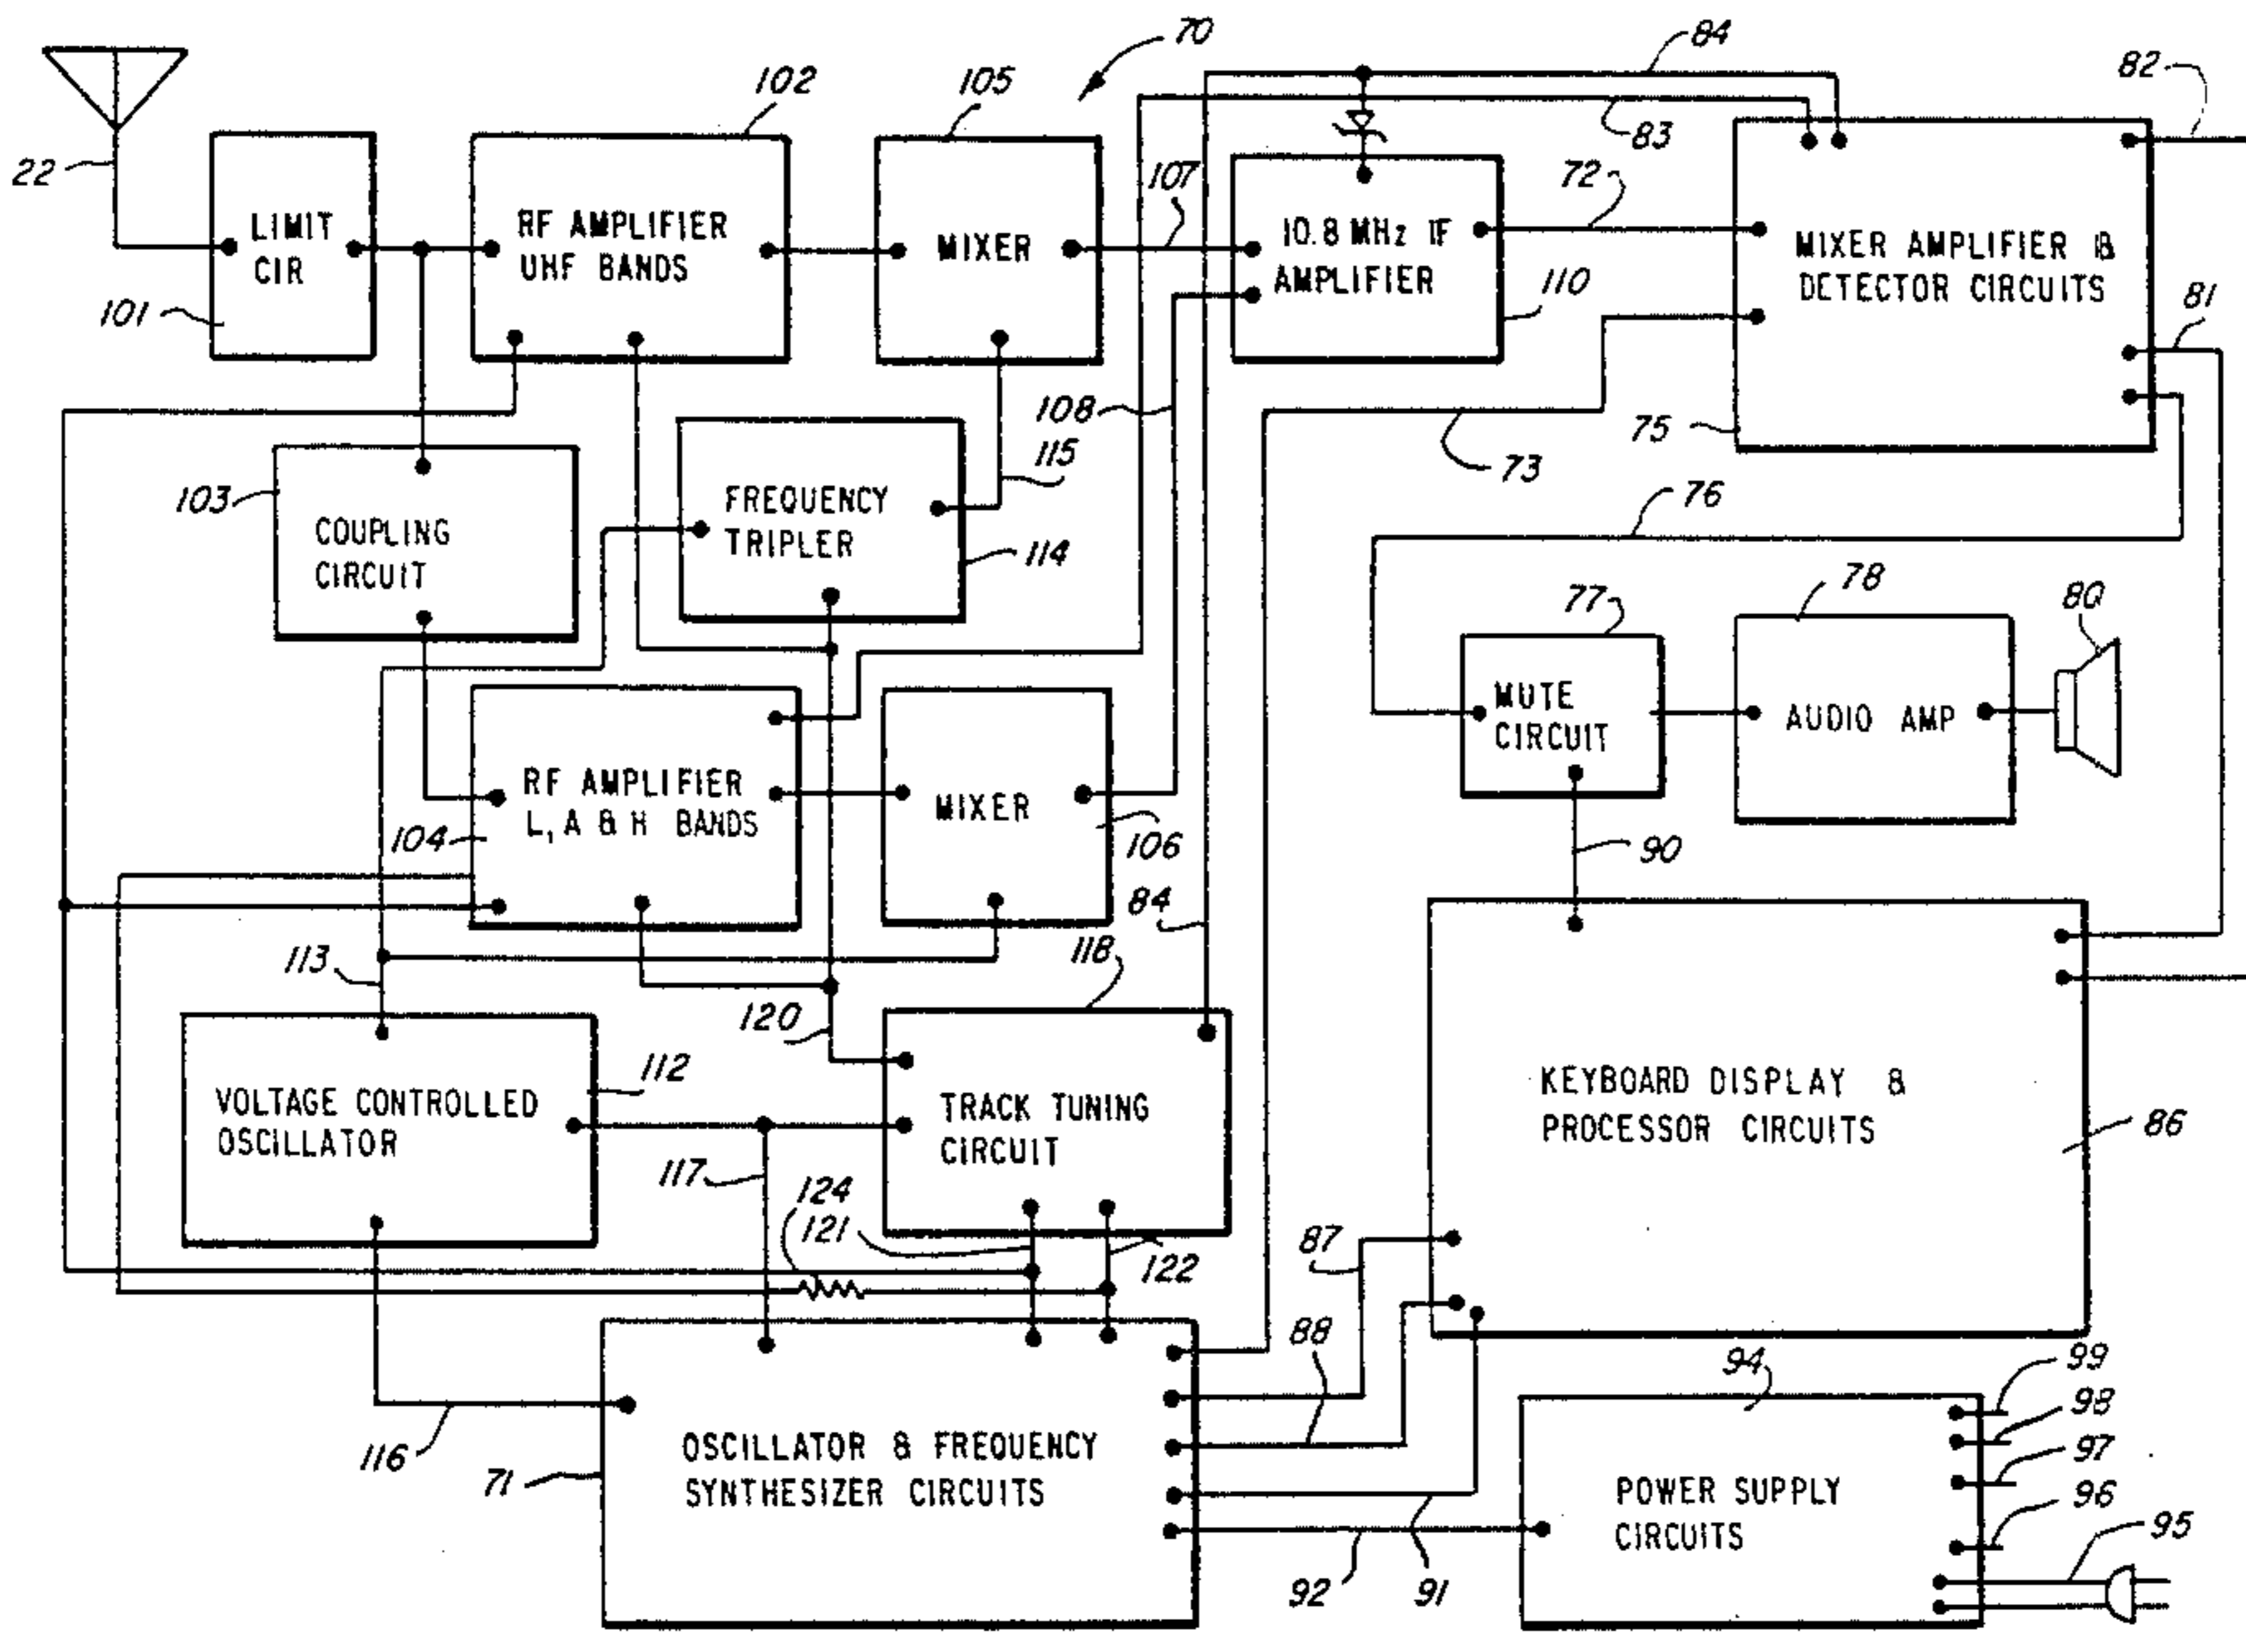 70
84
82
102
105
22
LIMIT
CIR
101
RF AMPLIFIER
UHF BANDS
MIXER
107
10.8 MHz IF
AMPLIFIER
110
72
83
MIXER AMPLIFIER &
DETECTOR CIRCUITS
75
81
108
73
103
COUPLING
CIRCUIT
FREQUENCY
TRIPLER
114
115
76
77
78
80
MUTE
CIRCUIT
AUDIO AMP
RF AMPLIFIER
L, A & H BANDS
104
MIXER
106
90
84
113
118
120
VOLTAGE CONTROLLED
OSCILLATOR
112
TRACK TUNING
CIRCUIT
KEYBOARD DISPLAY &
PROCESSOR CIRCUITS
86
117
124
121
122
87
88
94
99
98
97
96
95
116
71
OSCILLATOR & FREQUENCY
SYNTHESIZER CIRCUITS
POWER SUPPLY
CIRCUITS
92
91